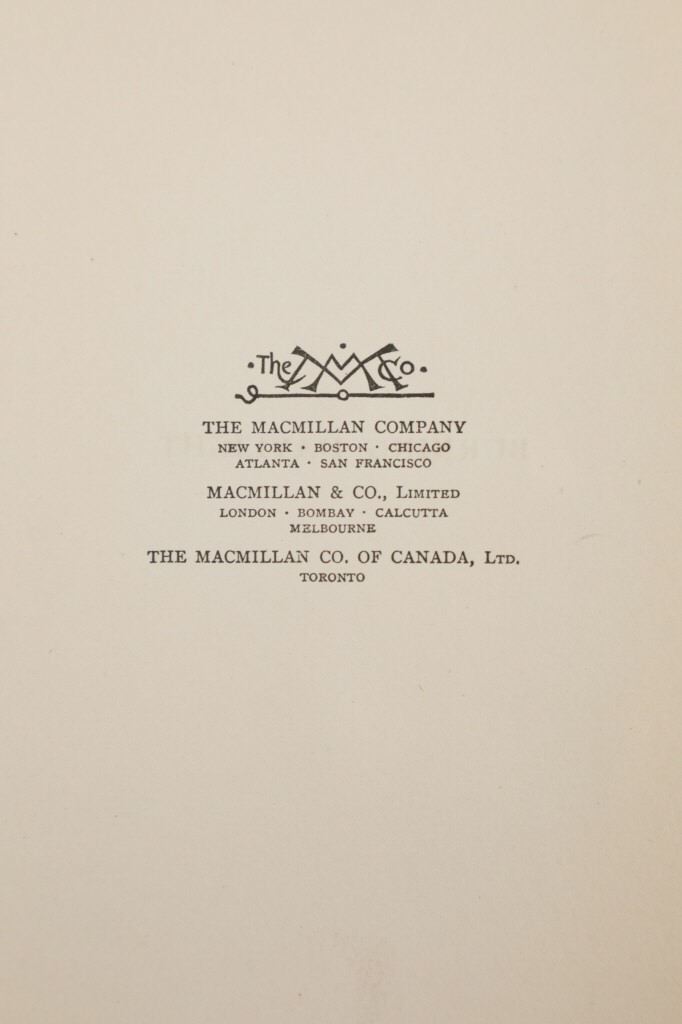 The M Co
THE MACMILLAN COMPANY
NEW YORK · BOSTON · CHICAGO
ATLANTA · SAN FRANCISCO
MACMILLAN & CO., LIMITED
LONDON · BOMBAY · CALCUTTA
MELBOURNE
THE MACMILLAN CO. OF CANADA, LTD.
TORONTO